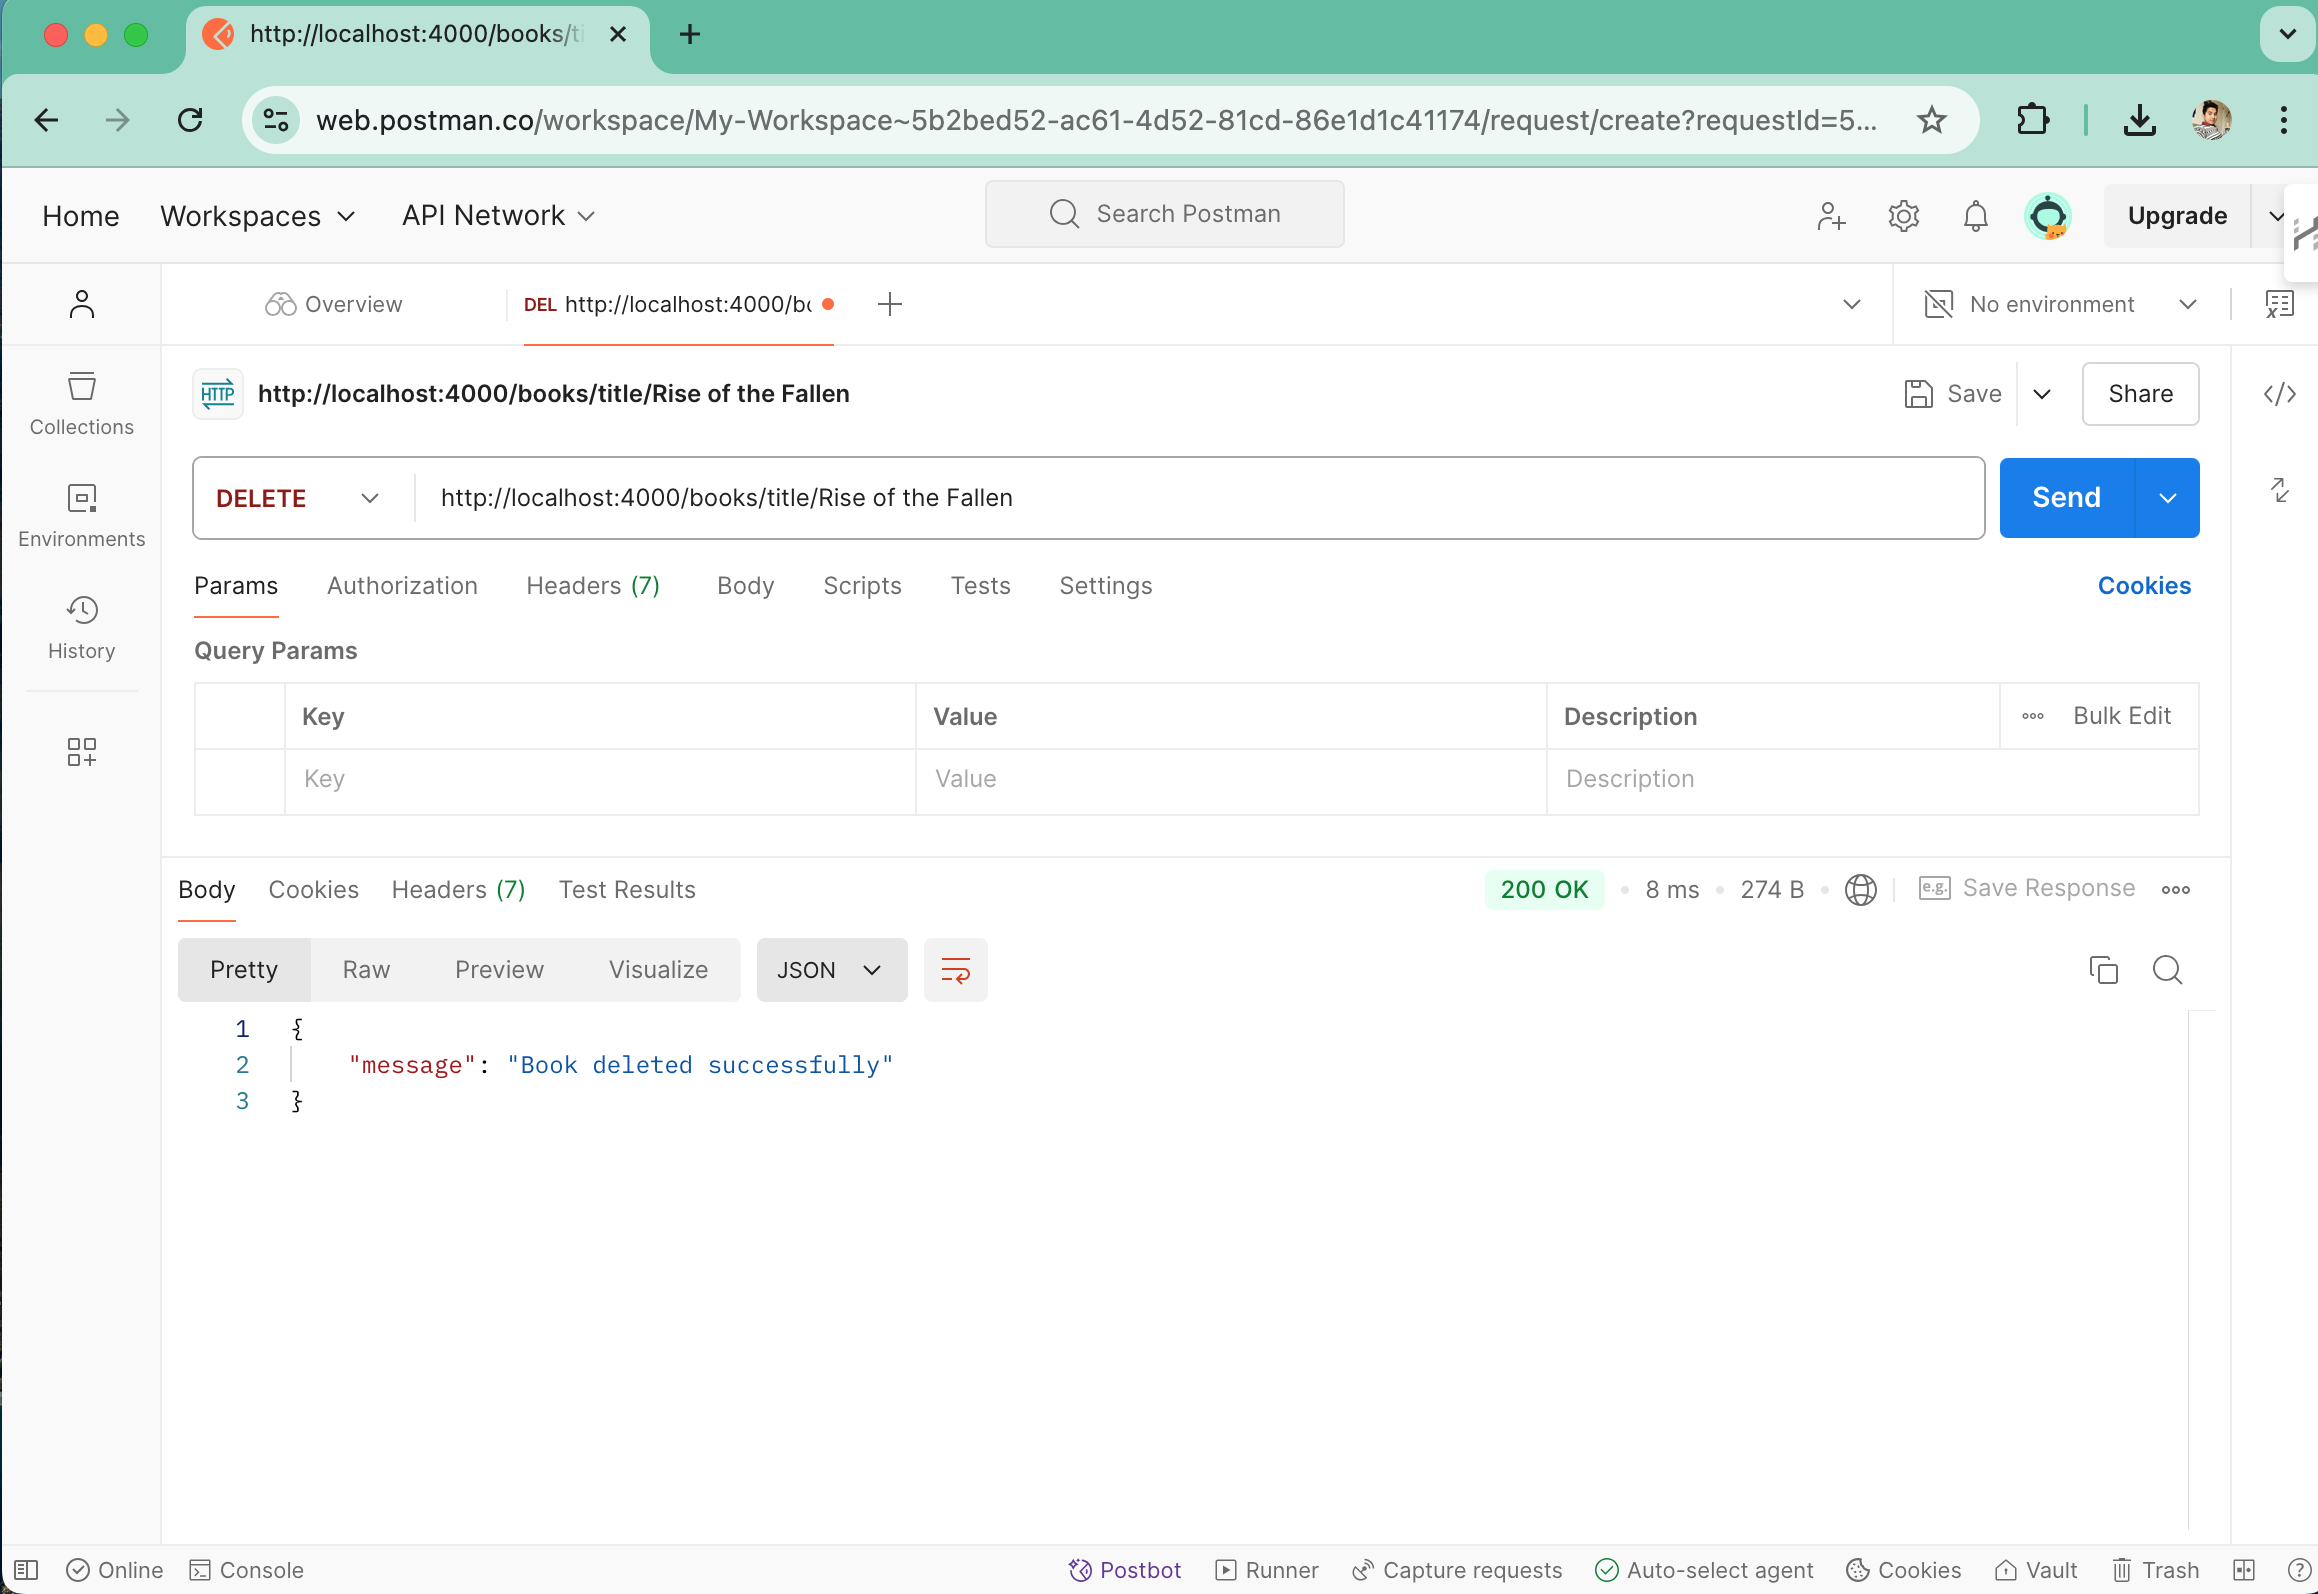 http://localhost:4000/books/ti
web.postman.co/workspace/My-Workspace~5b2bed52-ac61-4d52-81cd-86e1d1c41174/request/create?requestId=5...
Home Workspaces API Network Search Postman Upgrade
Overview DEL http://localhost:4000/bo No environment
HTTP http://localhost:4000/books/title/Rise of the Fallen Save Share
Collections
DELETE http://localhost:4000/books/title/Rise of the Fallen Send
Environments
Params Authorization Headers (7) Body Scripts Tests Settings Cookies
History
Query Params
Key Value Description Bulk Edit
Key Value Description
Body Cookies Headers (7) Test Results 200 OK 8 ms 274 B e.g. Save Response
Pretty Raw Preview Visualize JSON
1 {
2 "message": "Book deleted successfully"
3 }
Online Console Postbot Runner Capture requests Auto-select agent Cookies Vault Trash